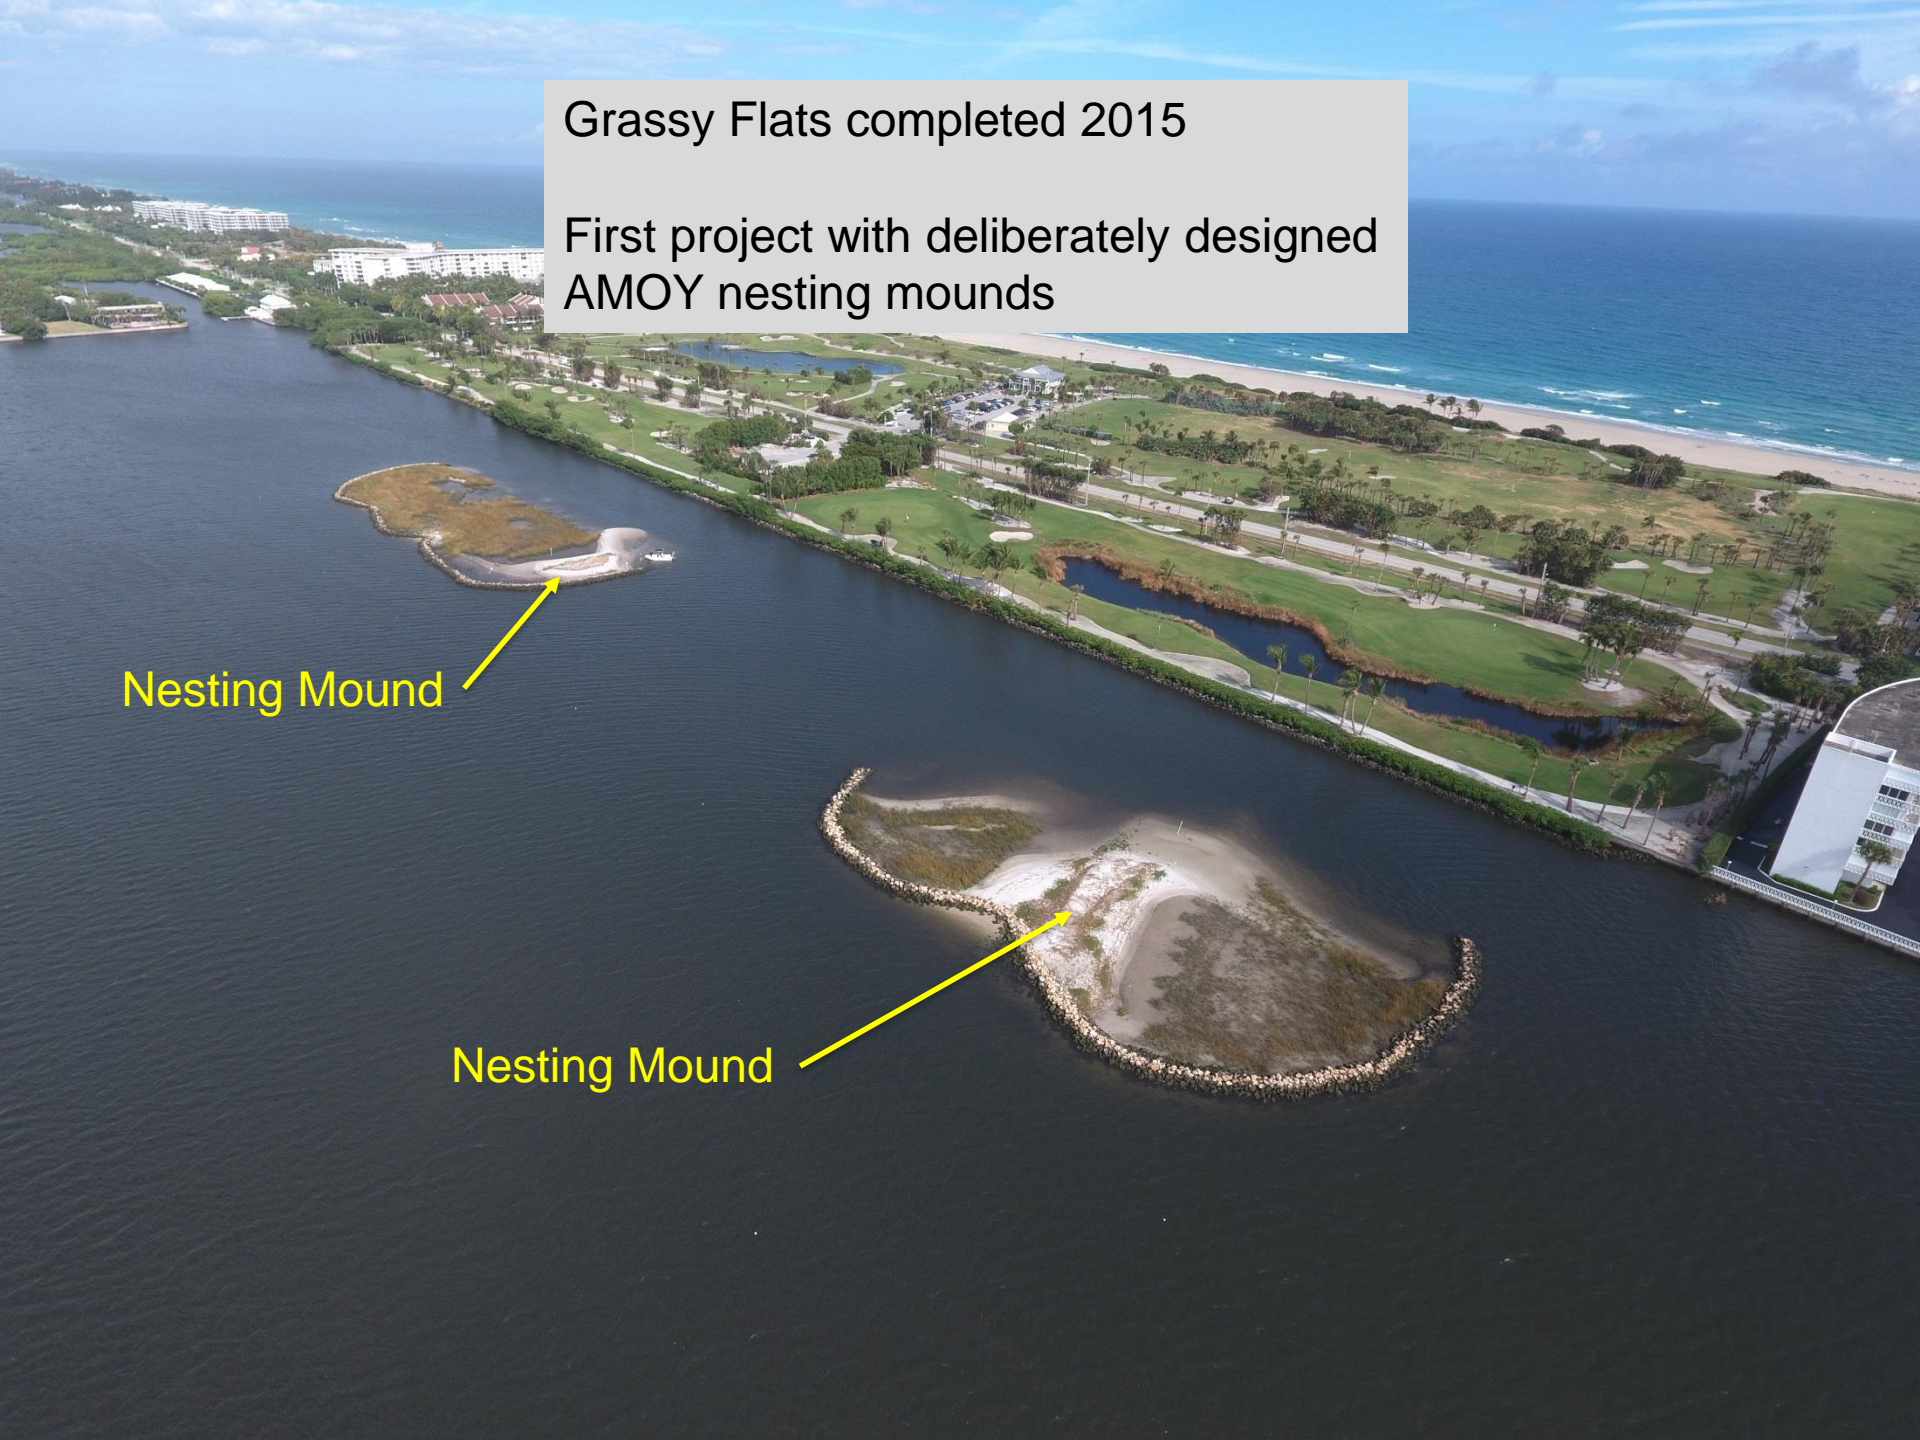 Grassy Flats completed 2015
First project with deliberately designed
AMOY nesting mounds
Nesting Mound
Nesting Mound